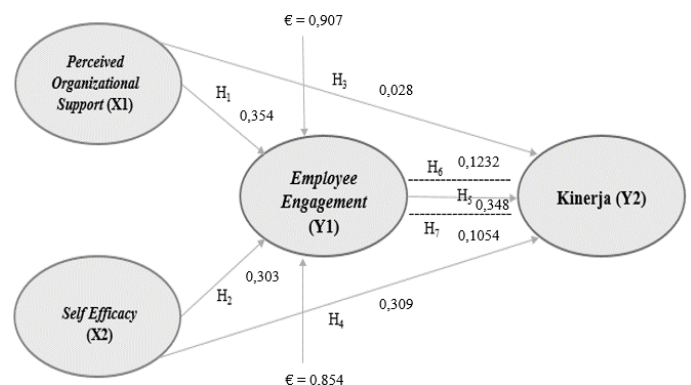 € = 0,907
Perceived
Organizational
Support (X1)
H₁
0,354
H₃
0,028
Employee
Engagement
(Y1)
H₆ 0,1232
H₅ 0,348
H₇ 0,1054
Kinerja (Y2)
Self Efficacy
(X2)
H₂
0,303
H₄
0,309
€ = 0,854